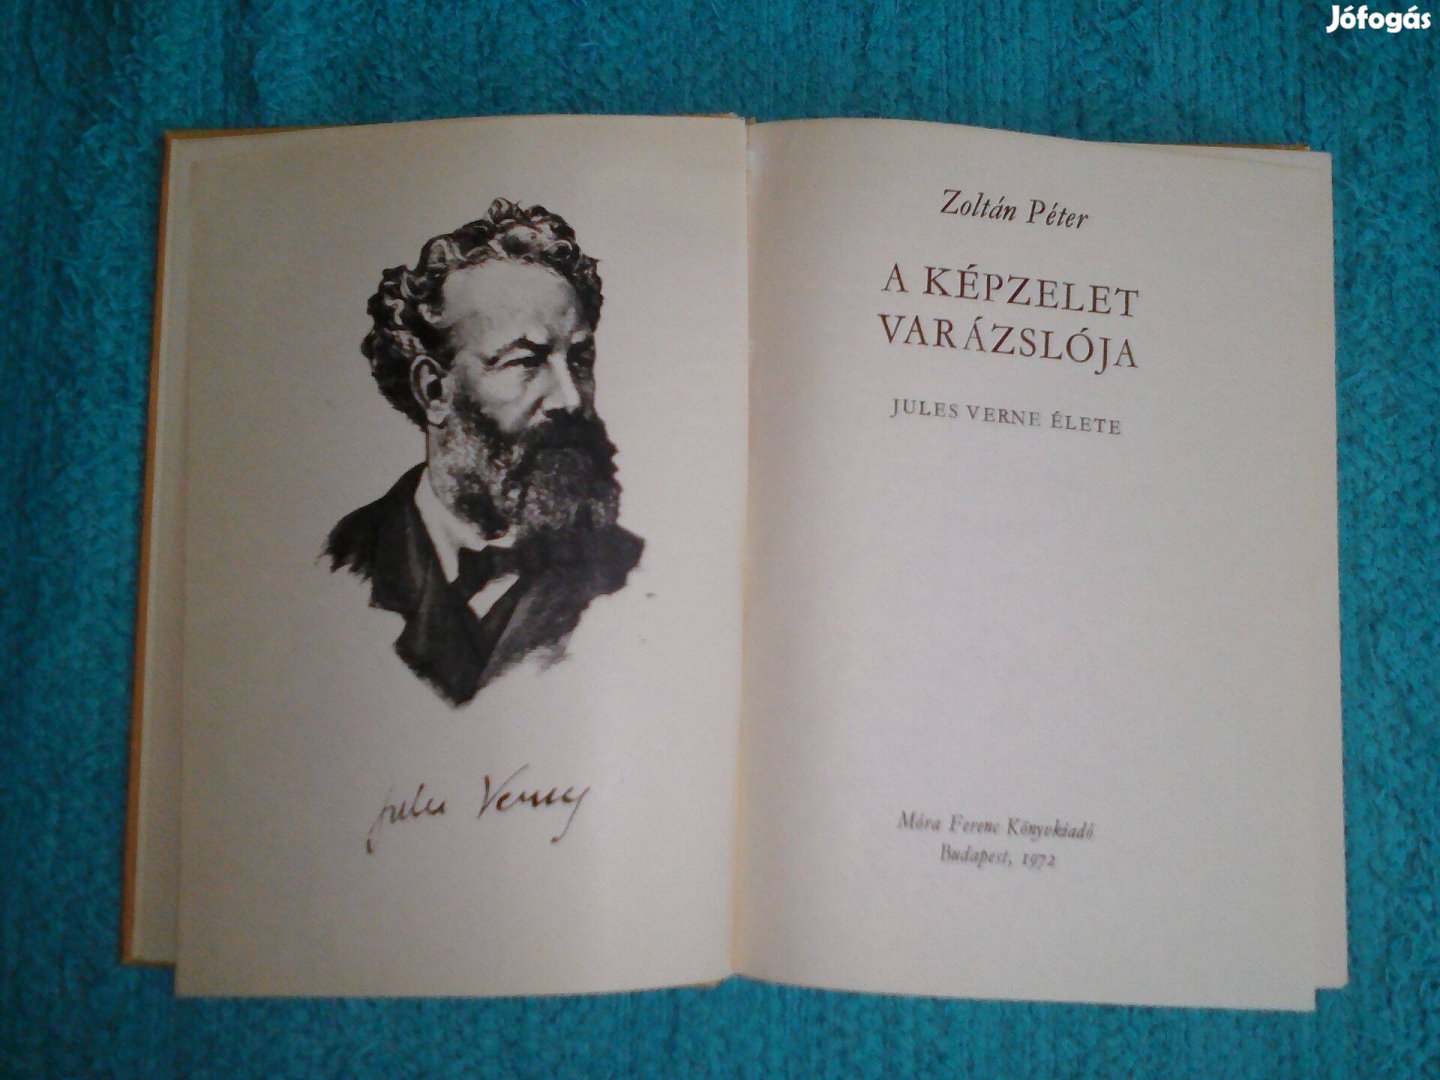 Jófogás
Jules Verne
Zoltán Péter
A KÉPZELET
VARÁZSLÓJA
JULES VERNE ÉLETE
Móra Ferenc Könyvkiadó
Budapest, 1972